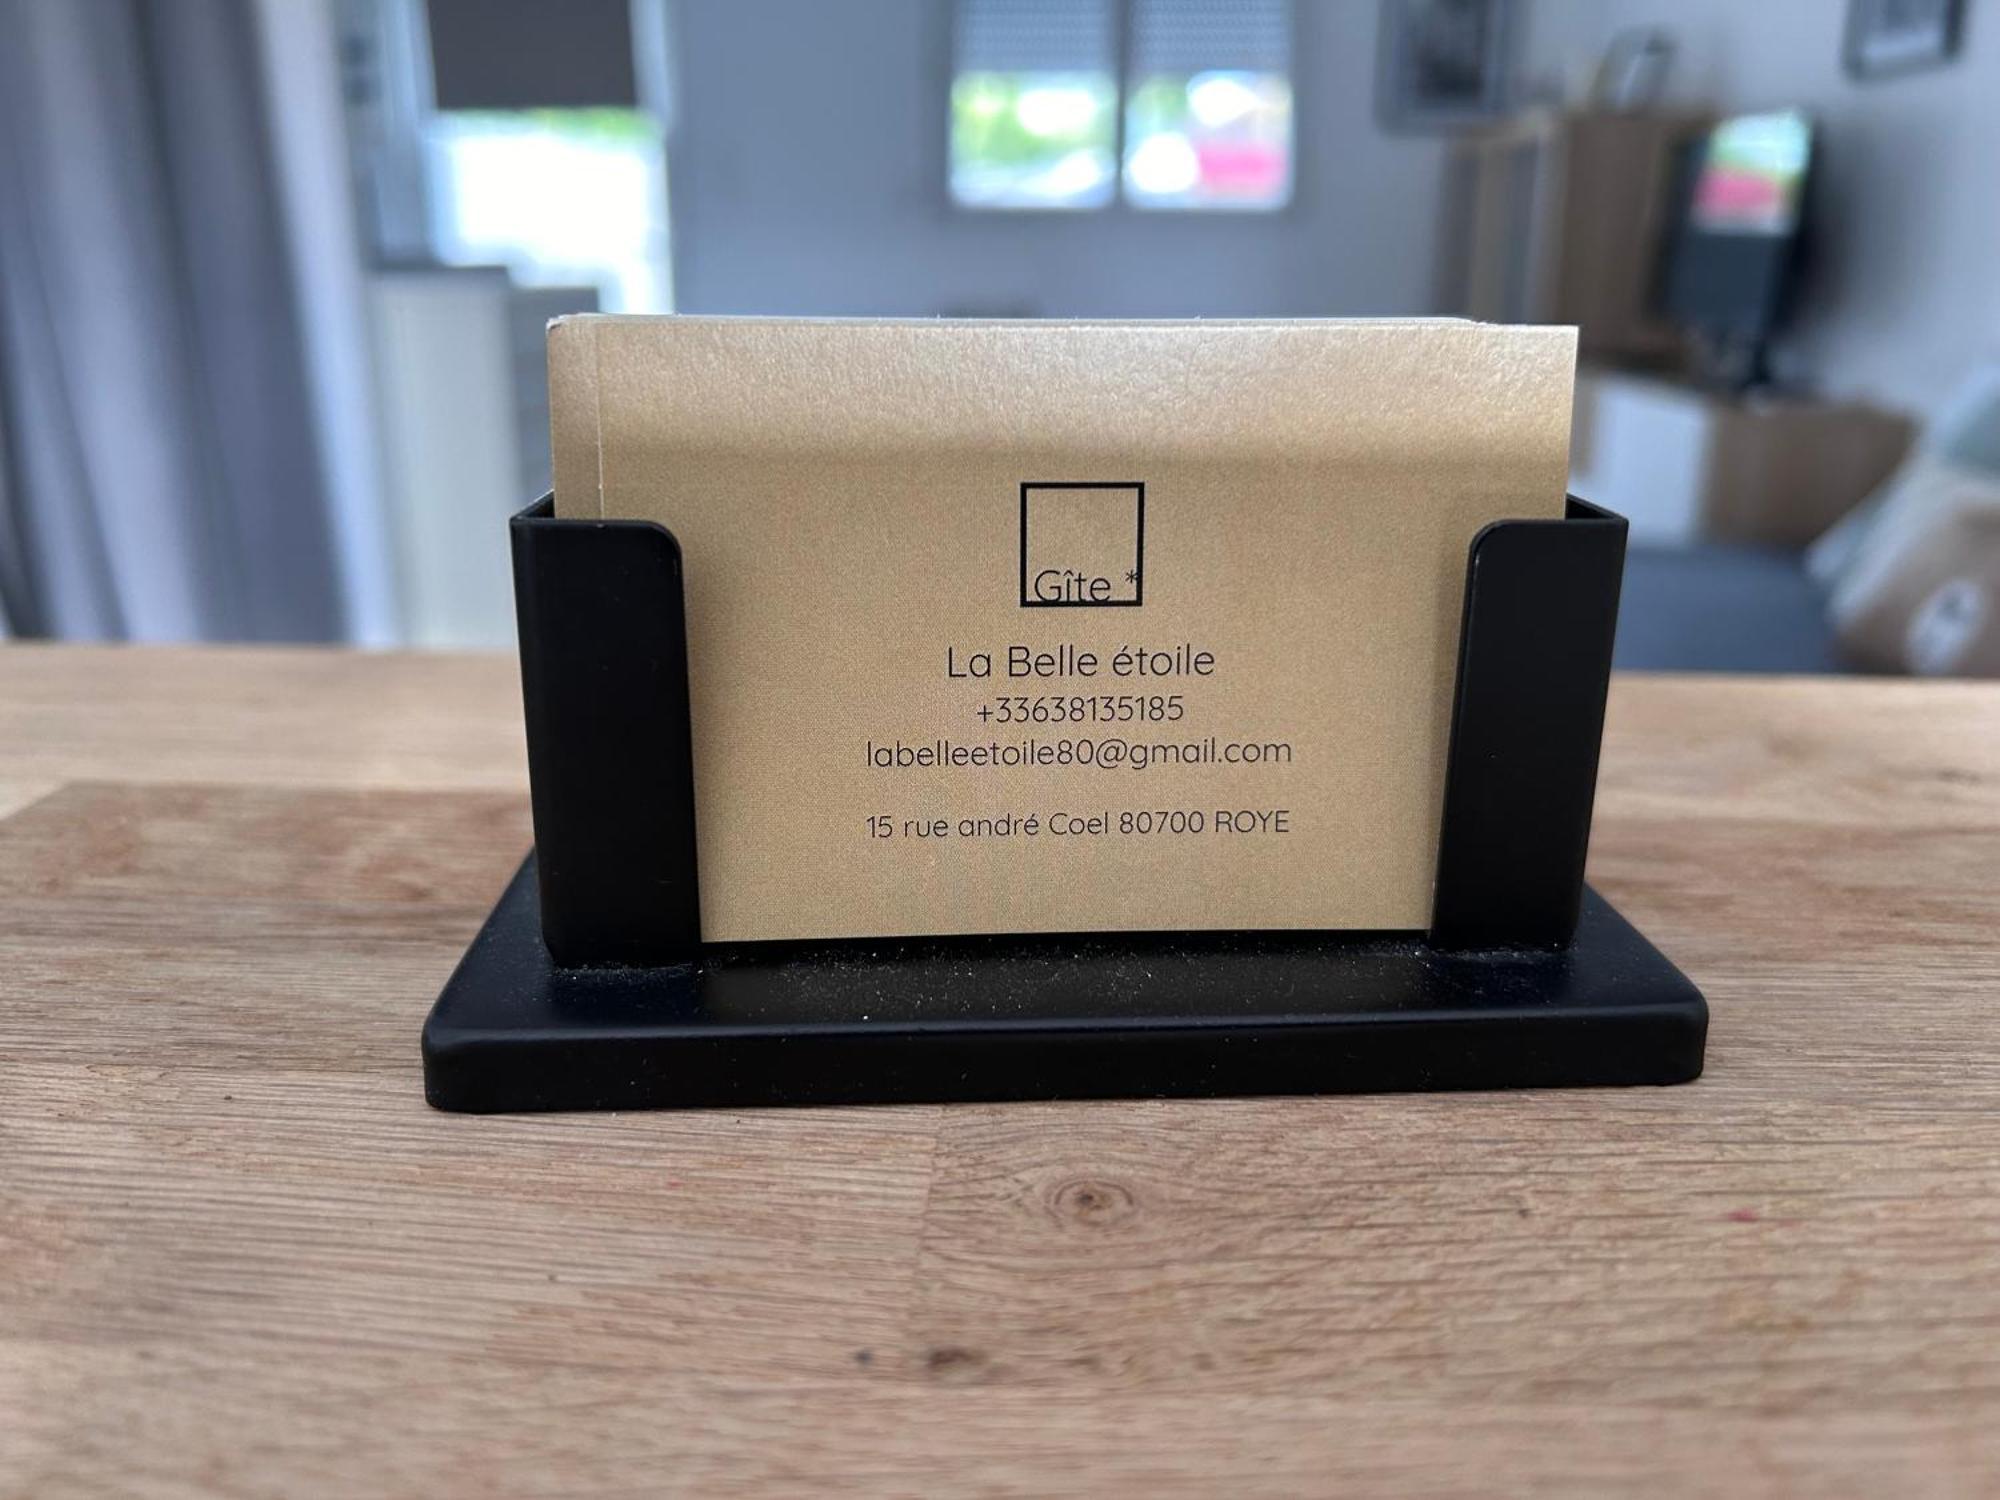 Gîte *
La Belle étoile
+33638135185
labelleetoile80@gmail.com
15 rue andré Coel 80700 ROYE